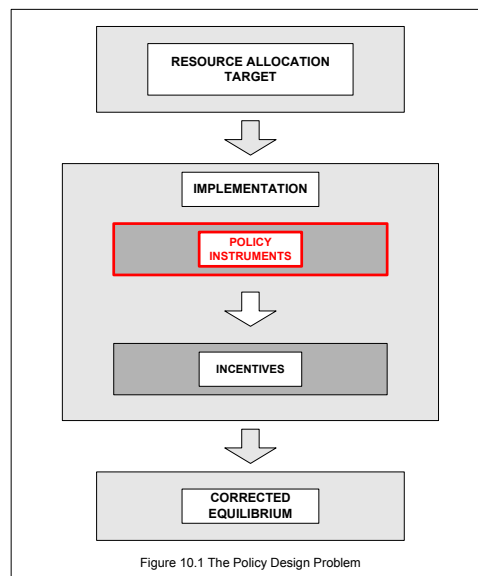 RESOURCE ALLOCATION
TARGET
IMPLEMENTATION
POLICY
INSTRUMENTS
INCENTIVES
CORRECTED
EQUILIBRIUM
Figure 10.1 The Policy Design Problem